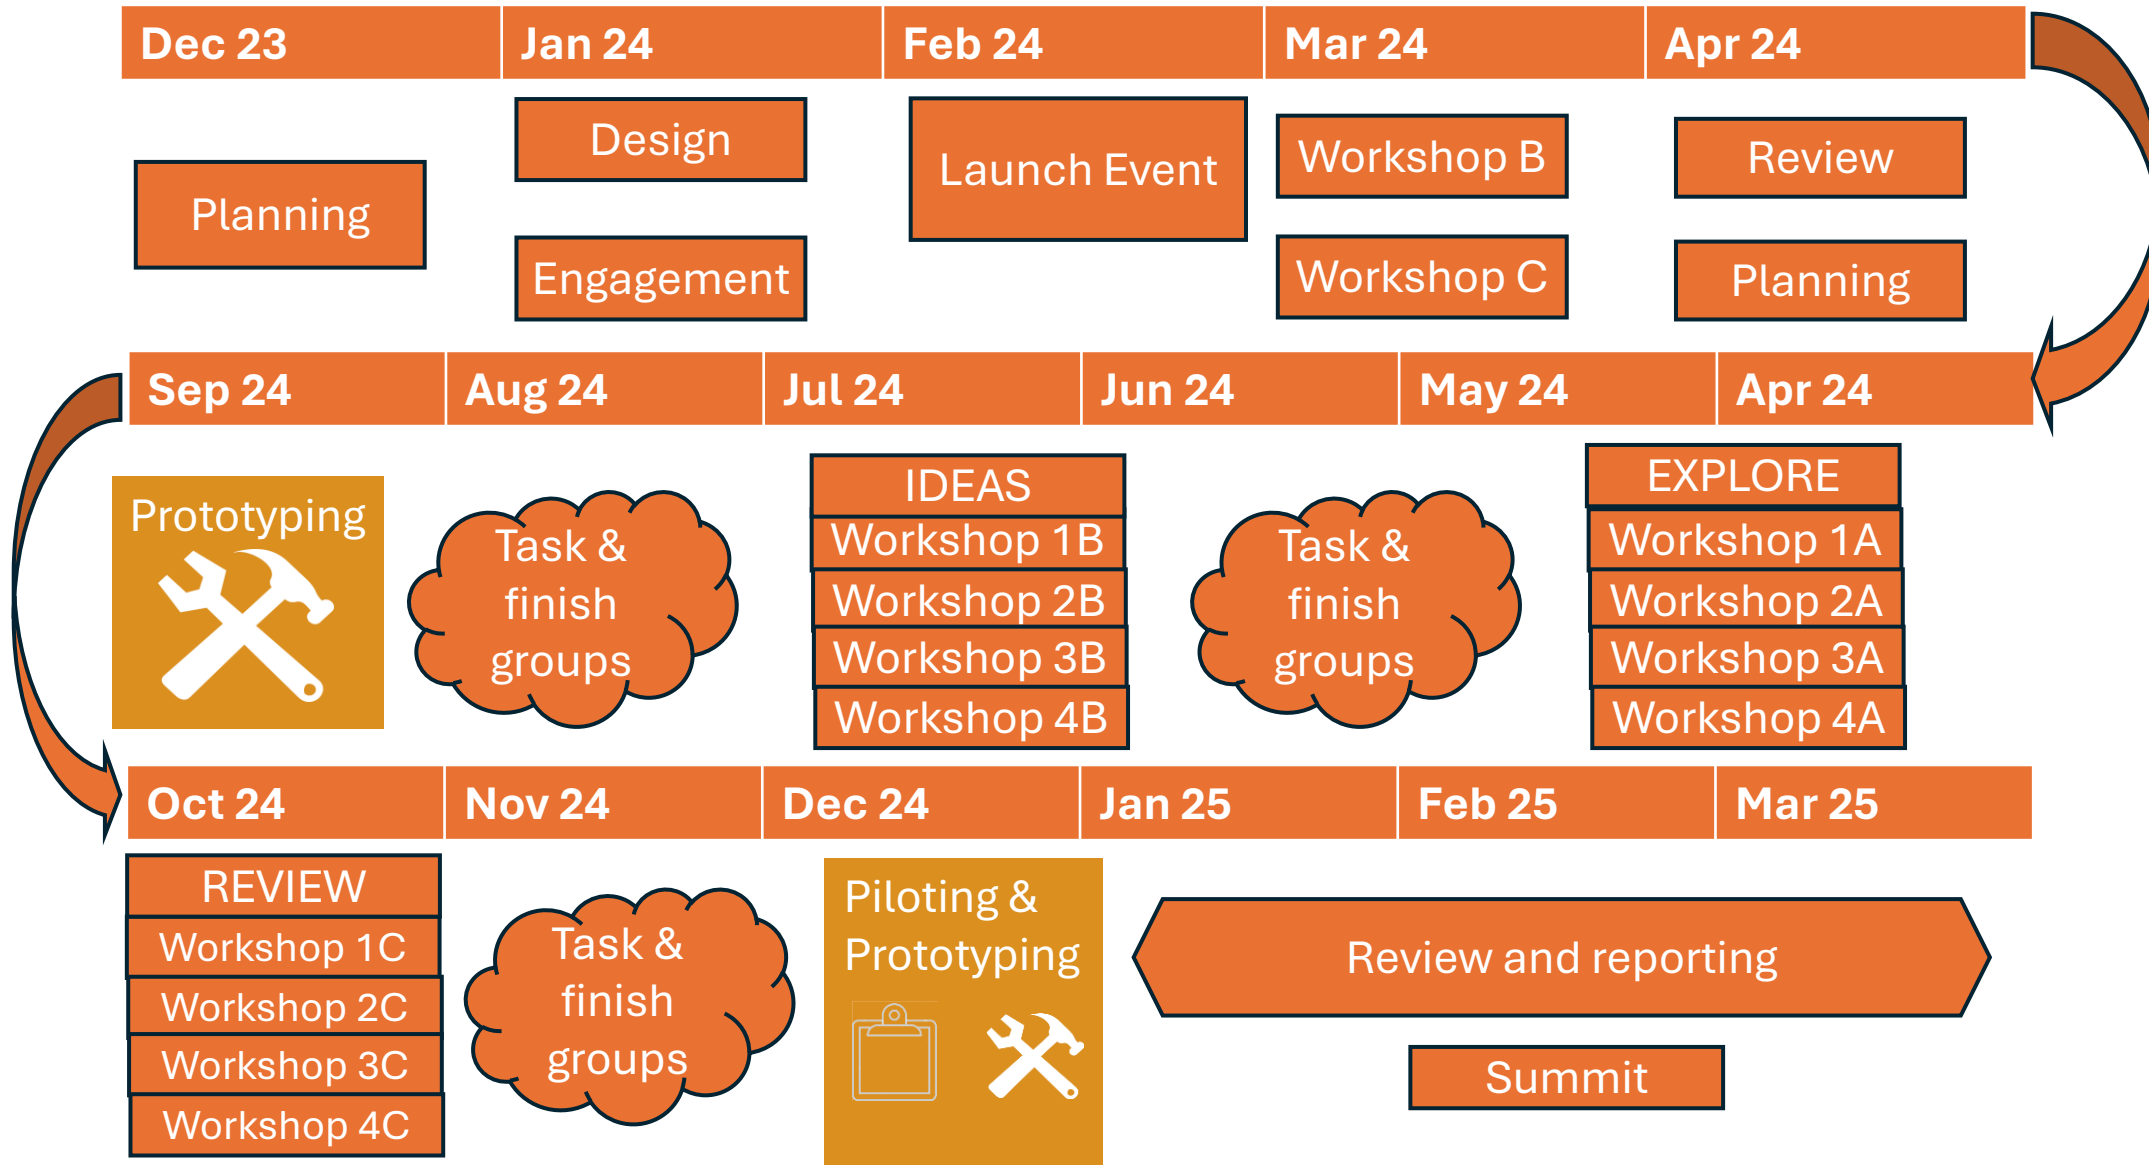 Dec 23
Jan 24
Feb 24
Mar 24
Apr 24
Planning
Design
Engagement
Launch Event
Workshop B
Workshop C
Review
Planning
Sep 24
Aug 24
Jul 24
Jun 24
May 24
Apr 24
Prototyping
Task &
finish
groups
IDEAS
Workshop 1B
Workshop 2B
Workshop 3B
Workshop 4B
Task &
finish
groups
EXPLORE
Workshop 1A
Workshop 2A
Workshop 3A
Workshop 4A
Oct 24
Nov 24
Dec 24
Jan 25
Feb 25
Mar 25
REVIEW
Workshop 1C
Workshop 2C
Workshop 3C
Workshop 4C
Task &
finish
groups
Piloting &
Prototyping
Review and reporting
Summit